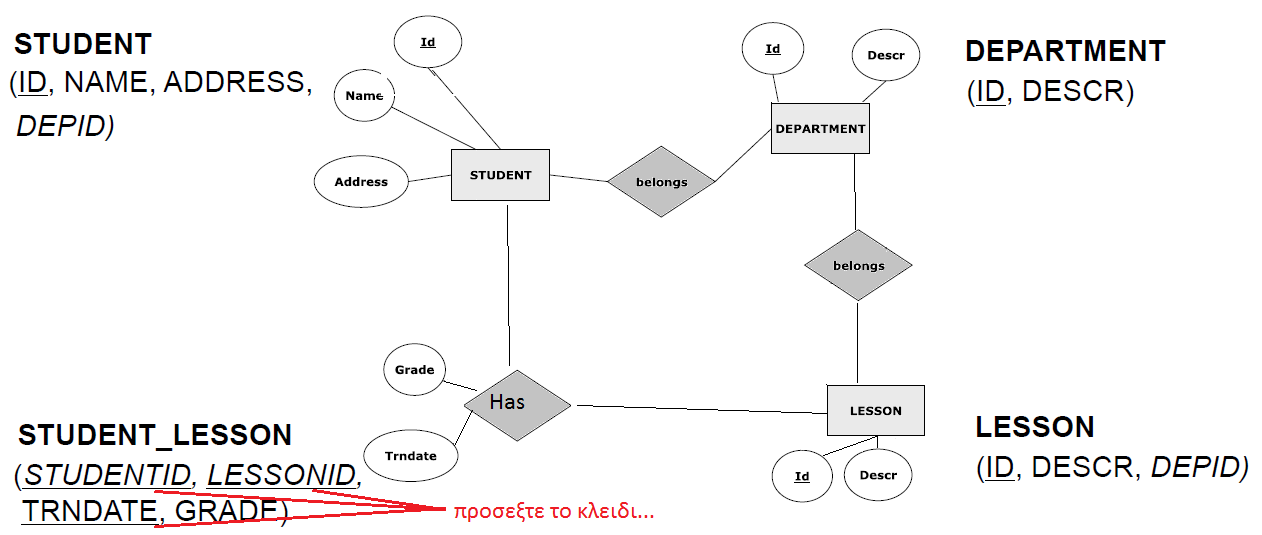 STUDENT
(ID, NAME, ADDRESS,
DEPID)
Id
Name
Address
STUDENT
belongs
Id
Descr
DEPARTMENT
DEPARTMENT
(ID, DESCR)
belongs
Grade
Has
Trndate
LESSON
Id
Descr
STUDENT_LESSON
(STUDENTID, LESSONID,
TRNDATE, GRADE)
προσεξτε το κλειδι...
LESSON
(ID, DESCR, DEPID)